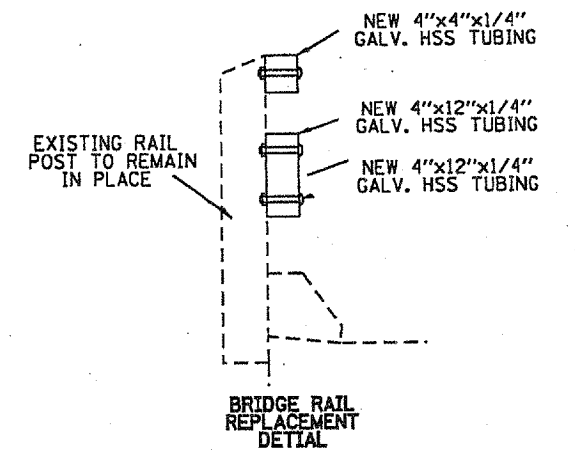 NEW 4"x4"x1/4"
GALV. HSS TUBING
NEW 4"x12"x1/4"
GALV. HSS TUBING
NEW 4"x12"x1/4"
GALV. HSS TUBING
EXISTING RAIL
POST TO REMAIN
IN PLACE
BRIDGE RAIL
REPLACEMENT
DETIAL